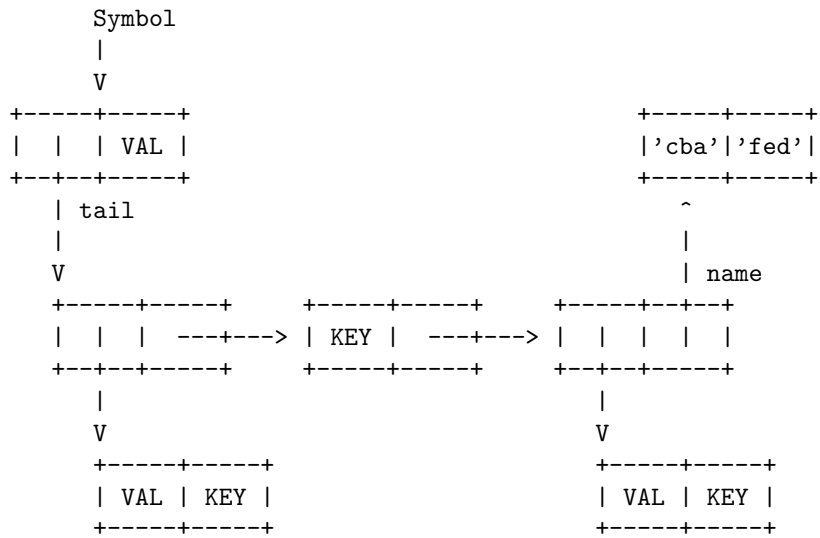 Symbol
|
V
+-----+-----+ +-----+-----+
| | | VAL | |’cba’|’fed’|
+--+--+-----+ +-----+-----+
| tail ^
| |
V | name
+-----+-----+ +-----+-----+ +-----+--+--+
| | | ---+---> | KEY | ---+---> | | | | |
+--+--+-----+ +-----+-----+ +--+--+-----+
| |
V V
+-----+-----+ +-----+-----+
| VAL | KEY | | VAL | KEY |
+-----+-----+ +-----+-----+